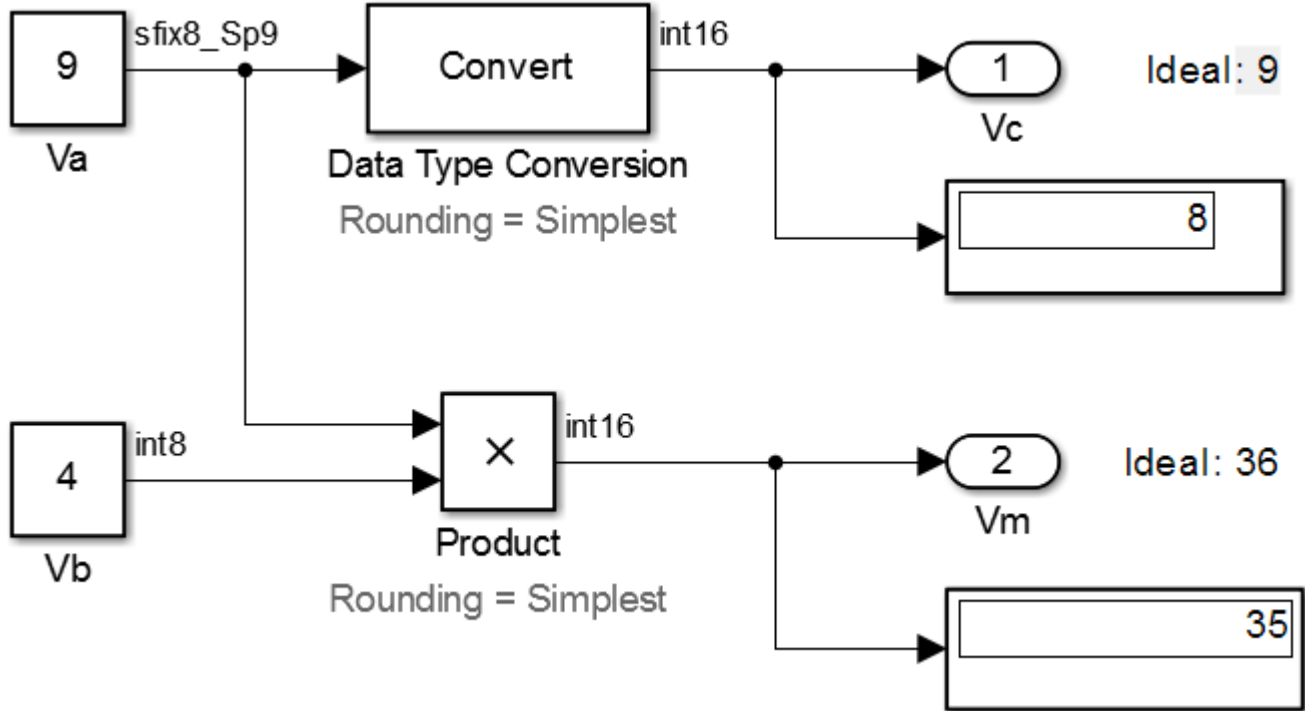 9
Va
sfix8_Sp9
Convert
Data Type Conversion
Rounding = Simplest
int16
1
Vc
Ideal: 9
8
4
Vb
int8
×
Product
Rounding = Simplest
int16
2
Vm
Ideal: 36
35